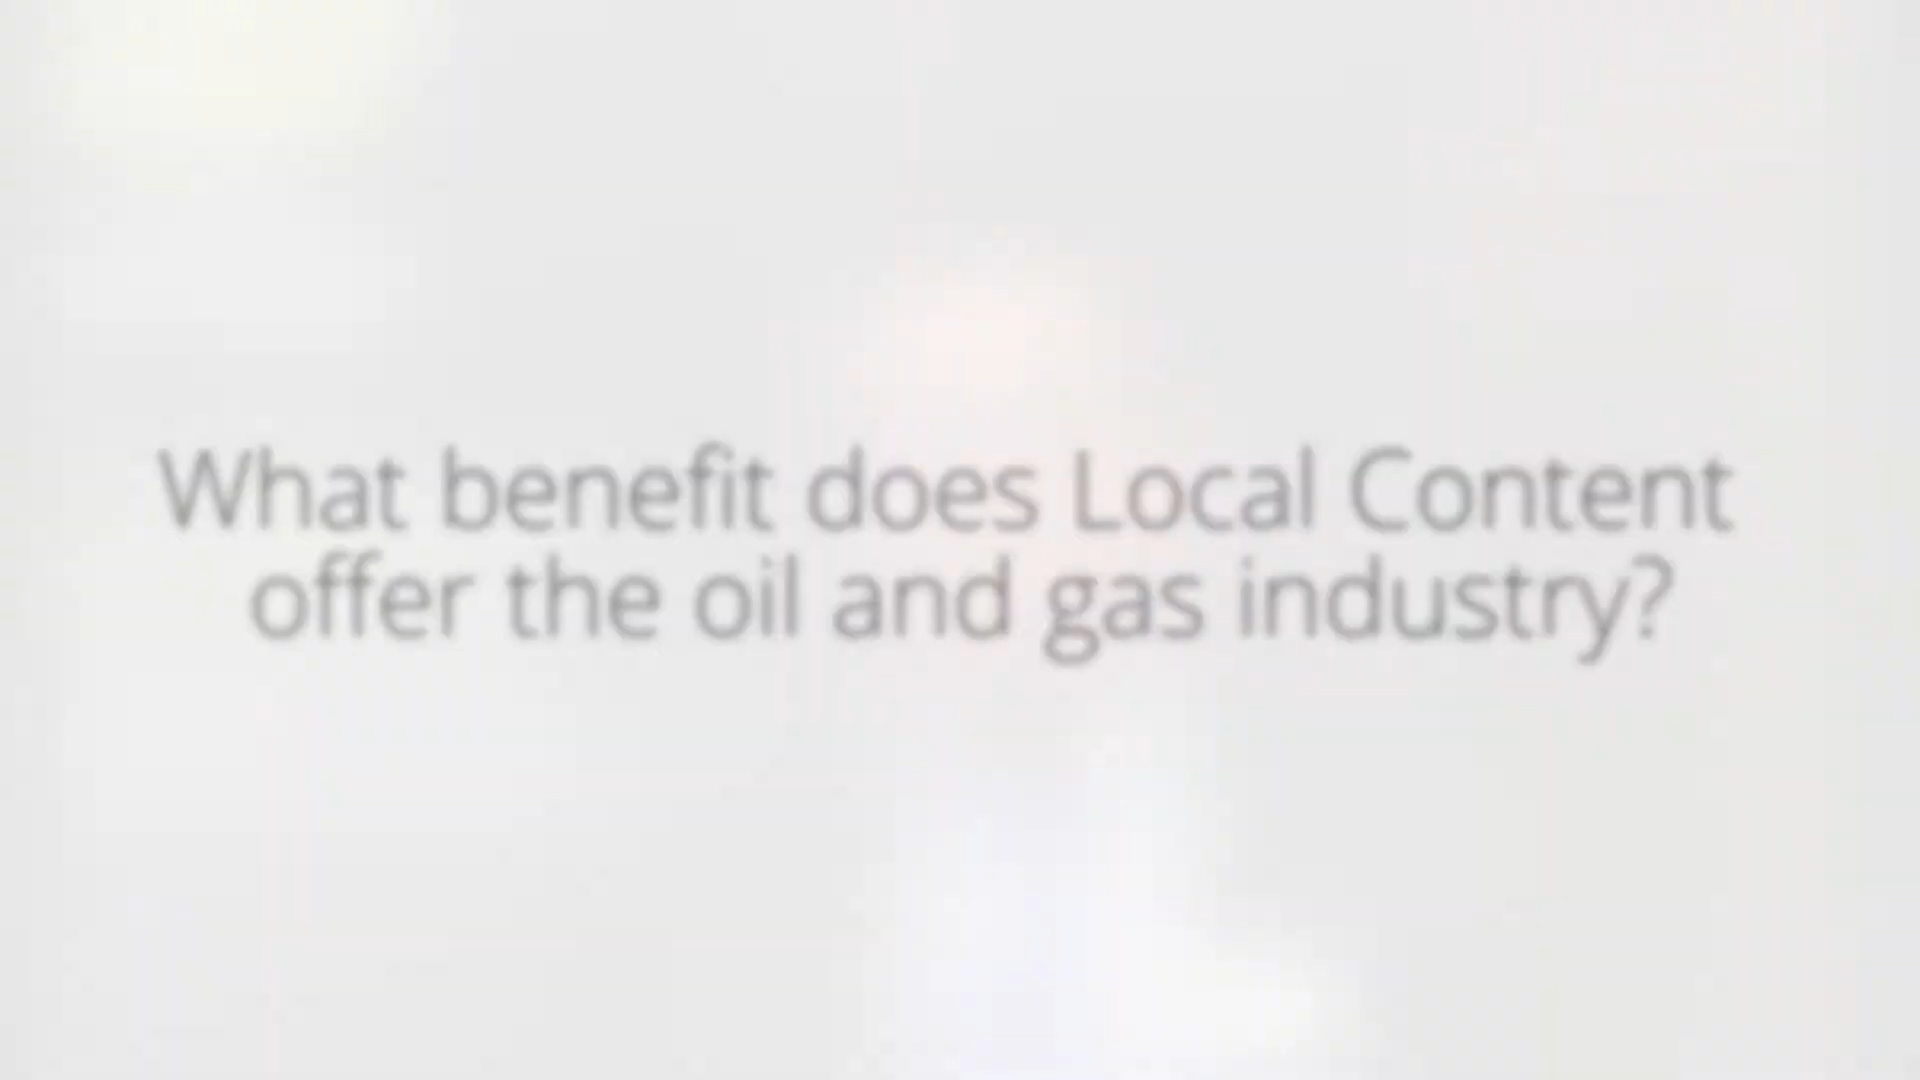 What benefit does Local Content
offer the oil and gas industry?